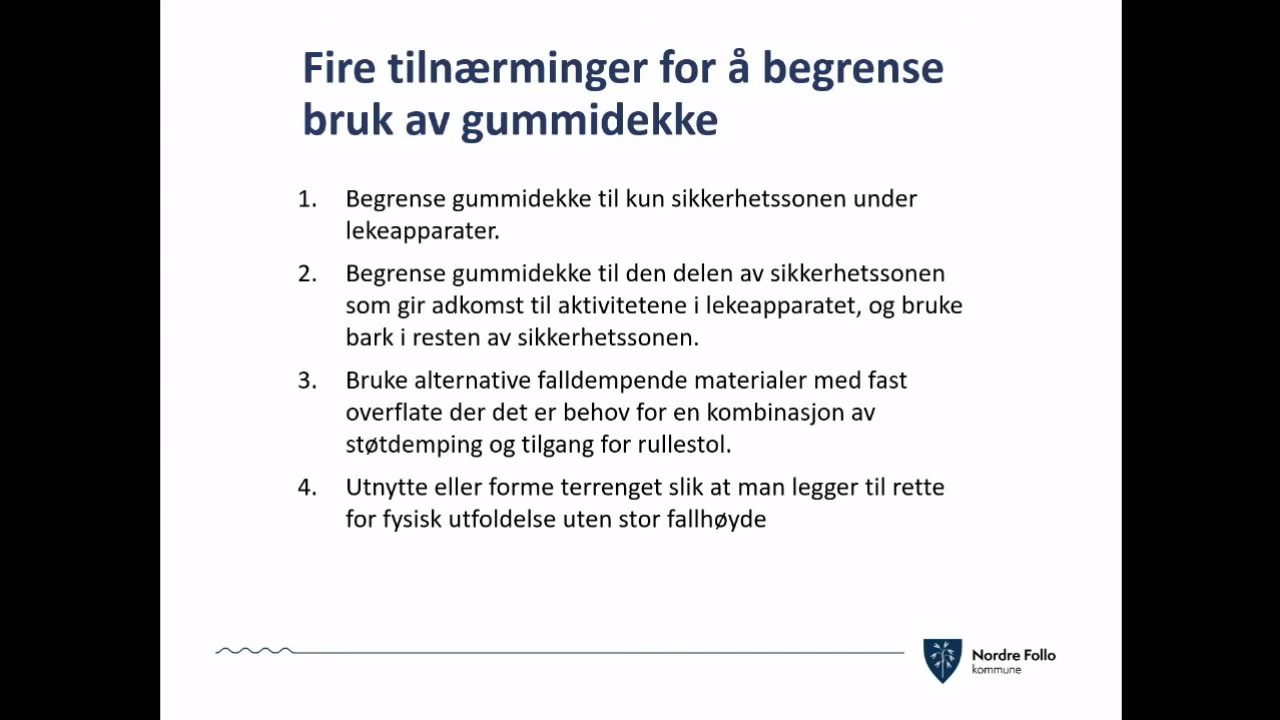 Fire tilnærminger for å begrense
bruk av gummidekke
1. Begrense gummidekke til kun sikkerhetssonen under
lekeapparater.
2. Begrense gummidekke til den delen av sikkerhetssonen
som gir adkomst til aktivitetene i lekeapparatet, og bruke
bark i resten av sikkerhetssonen.
3. Bruke alternative falldempende materialer med fast
overflate der det er behov for en kombinasjon av
støtdemping og tilgang for rullestol.
4. Utnytte eller forme terrenget slik at man legger til rette
for fysisk utfoldelse uten stor fallhøyde
Nordre Follo
kommune